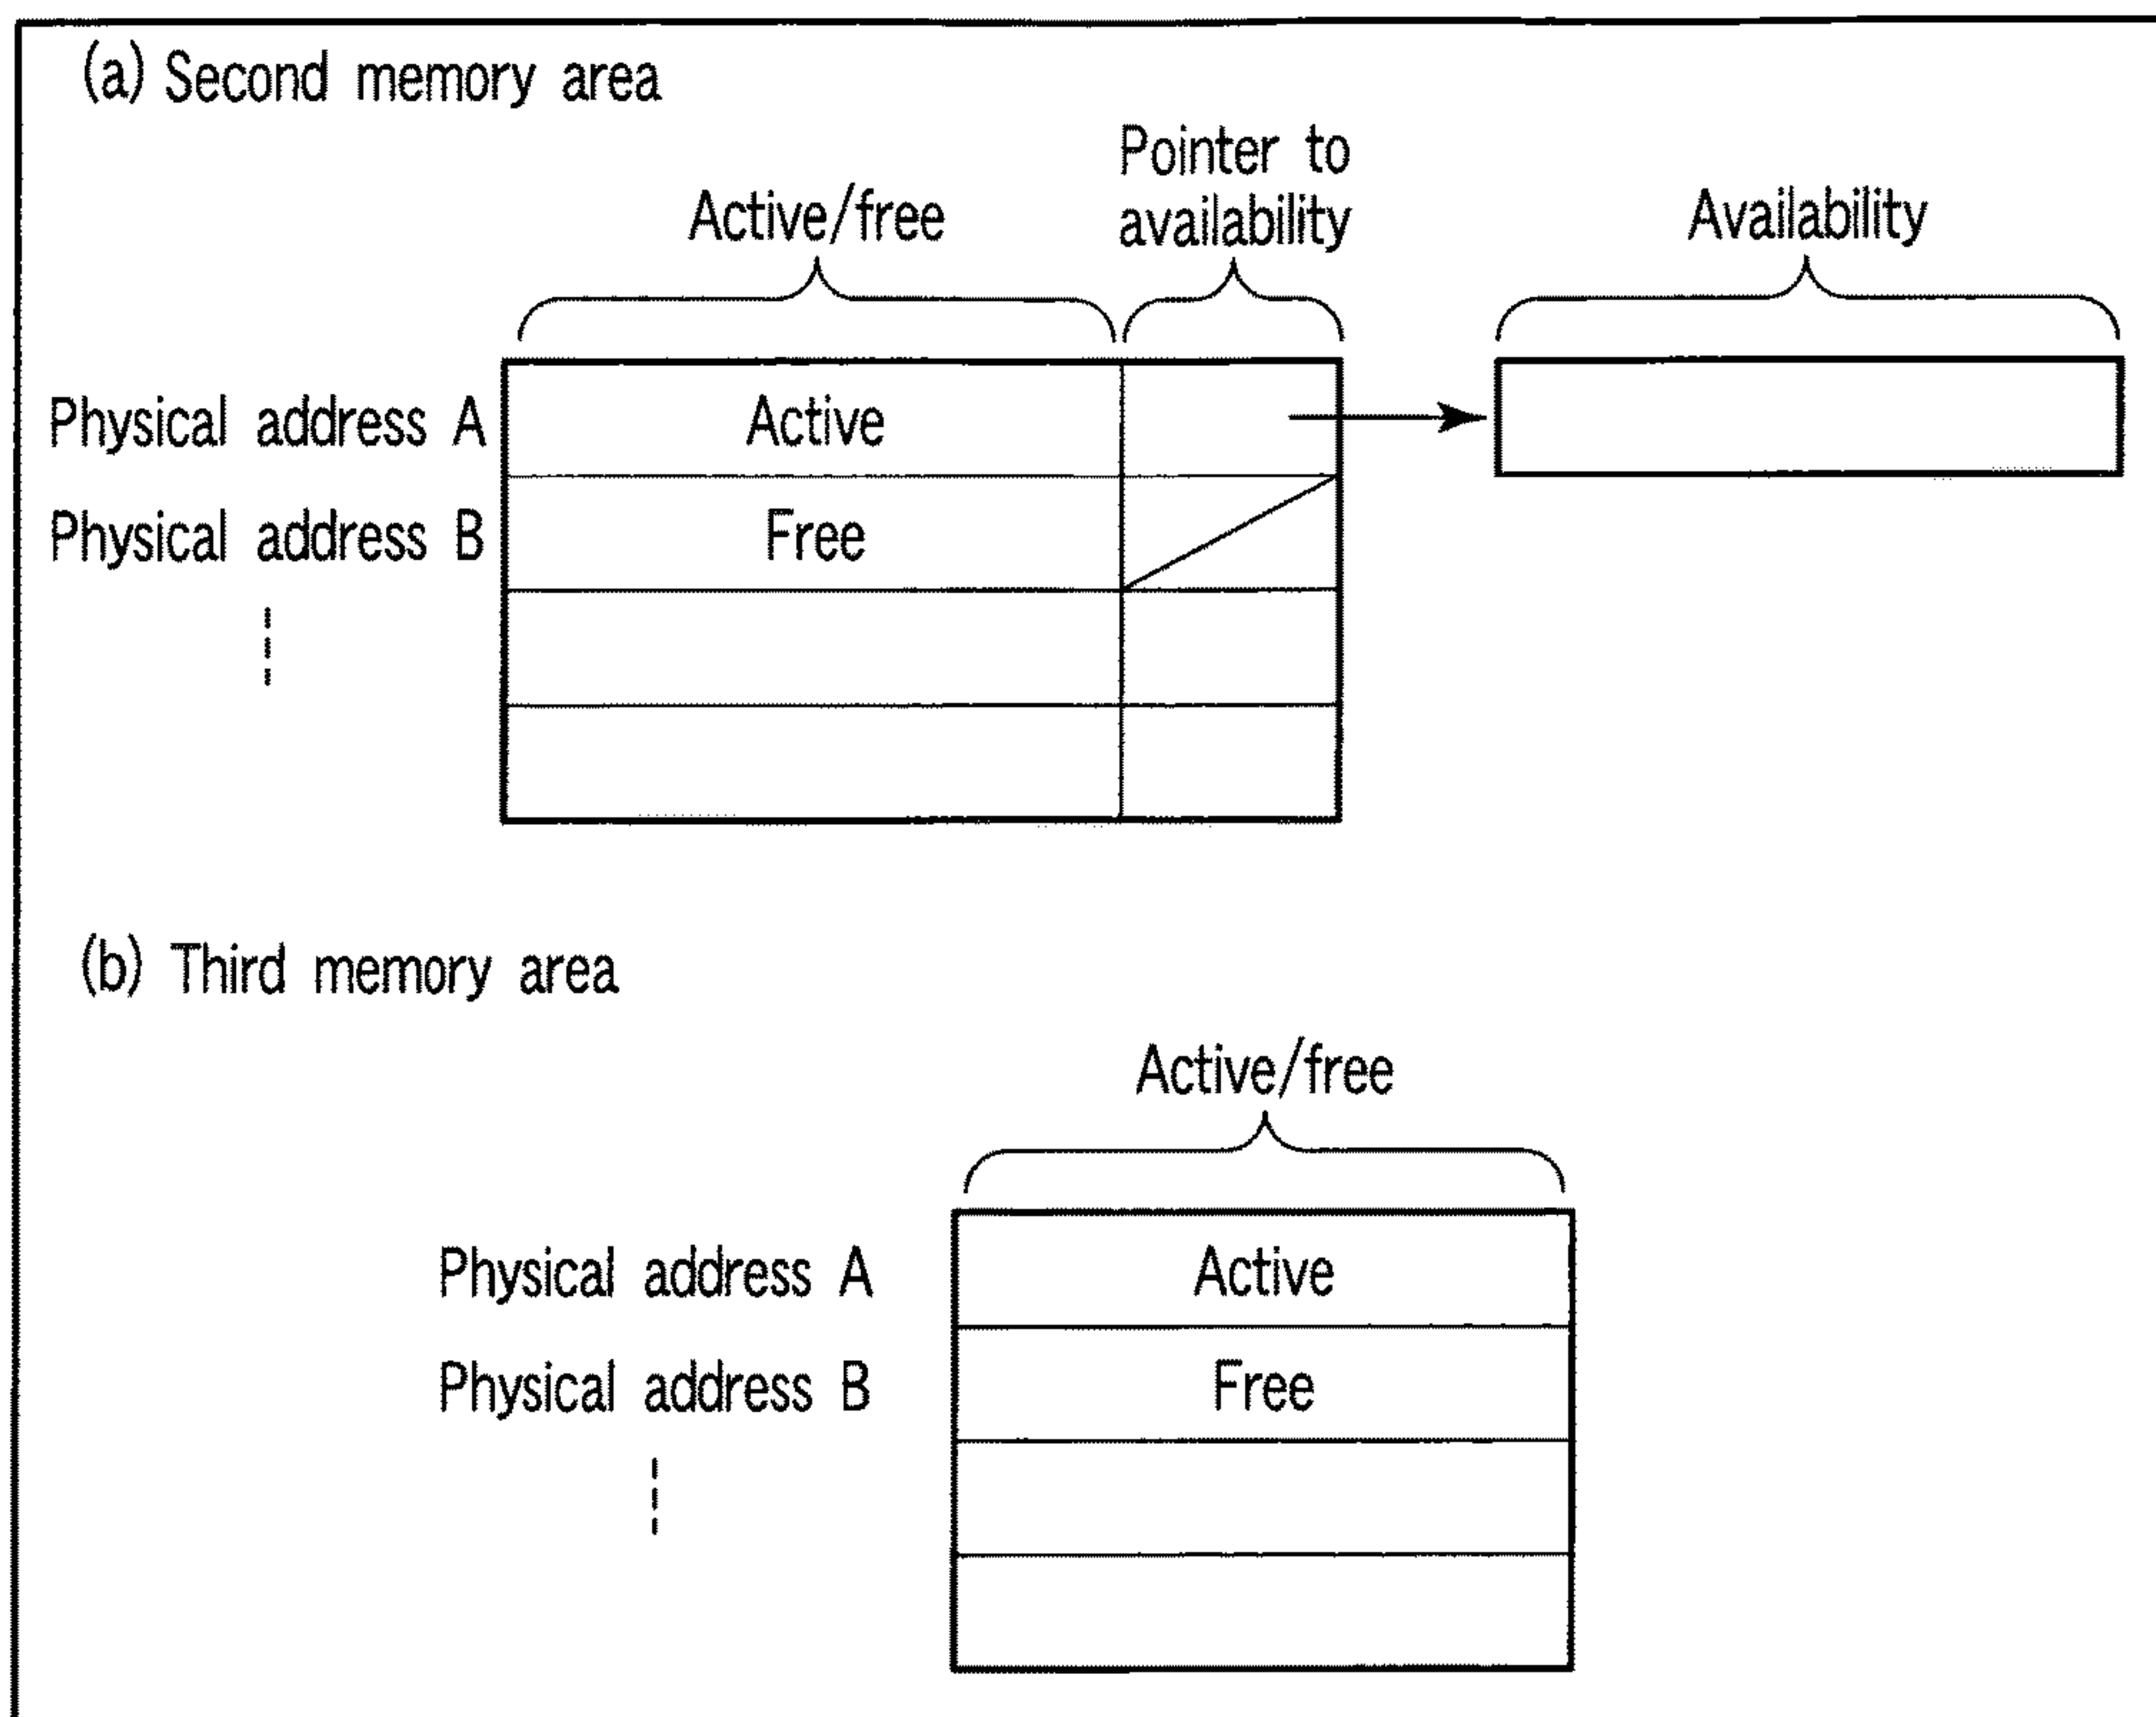 (a) Second memory area
Pointer to
availability
Active/free
Availability
Physical address A
Active
Physical address B
Free
(b) Third memory area
Active/free
Physical address A
Active
Physical address B
Free